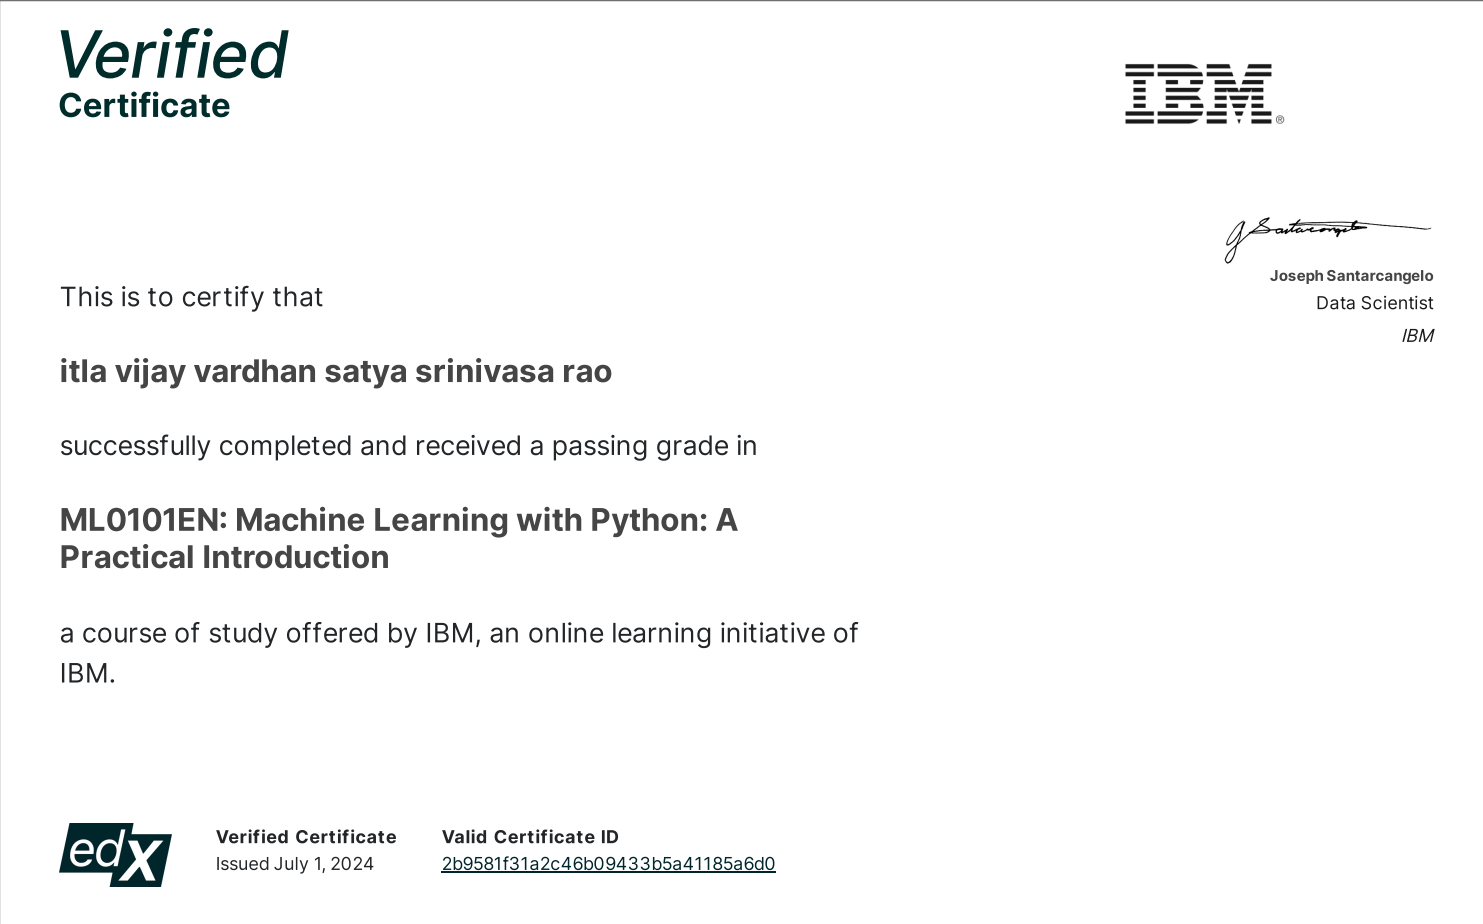 Verified
Certificate
IBM®
J Santarcangelo
Joseph Santarcangelo
Data Scientist
IBM
This is to certify that
itla vijay vardhan satya srinivasa rao
successfully completed and received a passing grade in
ML0101EN: Machine Learning with Python: A
Practical Introduction
a course of study offered by IBM, an online learning initiative of
IBM.
edX
Verified Certificate
Issued July 1, 2024
Valid Certificate ID
2b9581f31a2c46b09433b5a41185a6d0